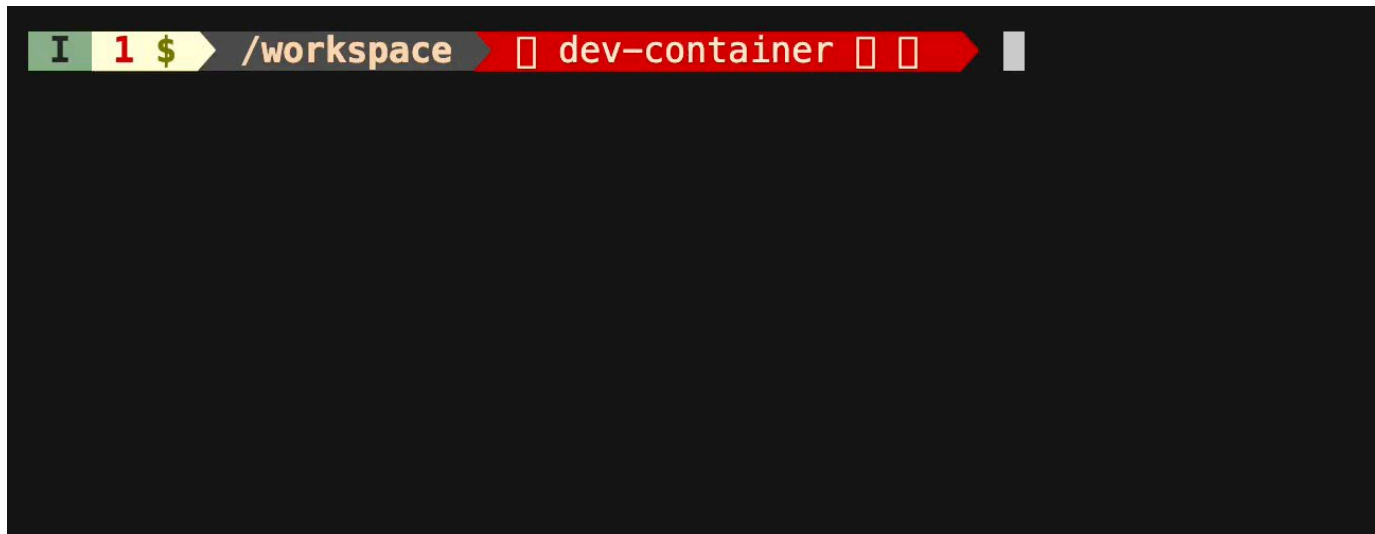 I 1 $ /workspace ▯ dev-container ▯ ▯